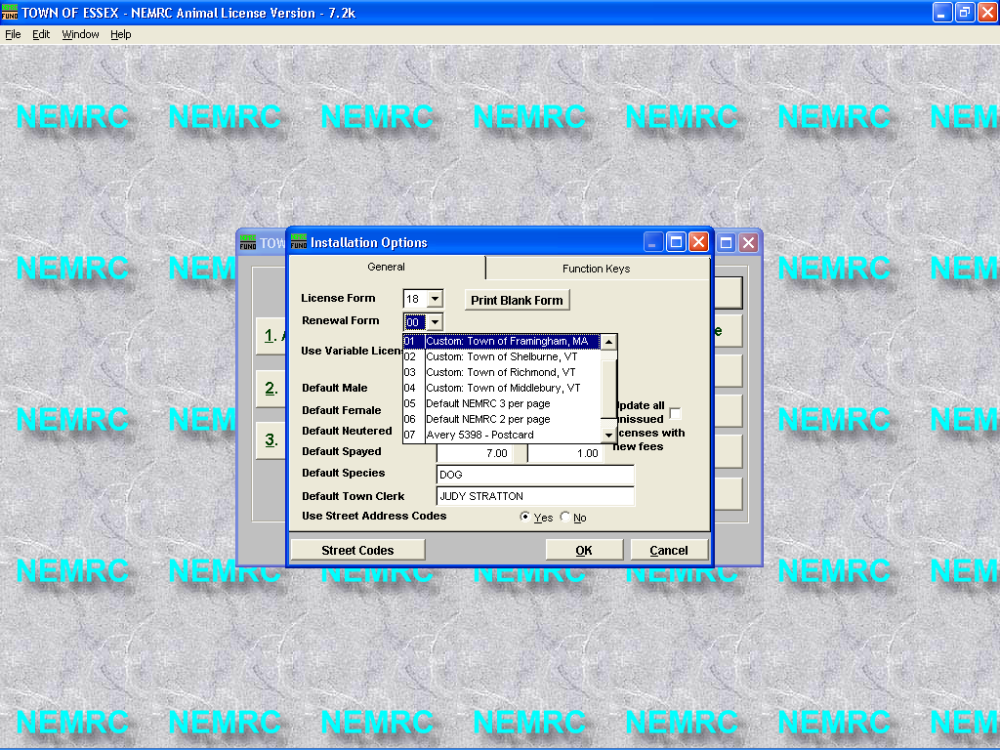 TOWN OF ESSEX - NEMRC Animal License Version - 7.2k
File Edit Window Help
NEMRC NEMRC NEMRC NEMRC NEMRC NEMRC NEM
TOW
Installation Options
General Function Keys
License Form 18 Print Blank Form
Renewal Form 00
1. A
01 Custom: Town of Framingham, MA
Use Variable Licen
02 Custom: Town of Shelburne, VT
03 Custom: Town of Richmond, VT
2.
Default Male 04 Custom: Town of Middlebury, VT
05 Default NEMRC 3 per page
Default Female
06 Default NEMRC 2 per page
Default Neutered 07 Avery 5398 - Postcard
3.
Update all
unissued
licenses with
new fees
Default Spayed 7.00 1.00
Default Species DOG
Default Town Clerk JUDY STRATTON
Use Street Address Codes Yes No
Street Codes OK Cancel
NEMRC NEM
NEMRC NEM
NEMRC NEM
NEMRC NEMRC NEMRC NEMRC NEMRC NEMRC NEM